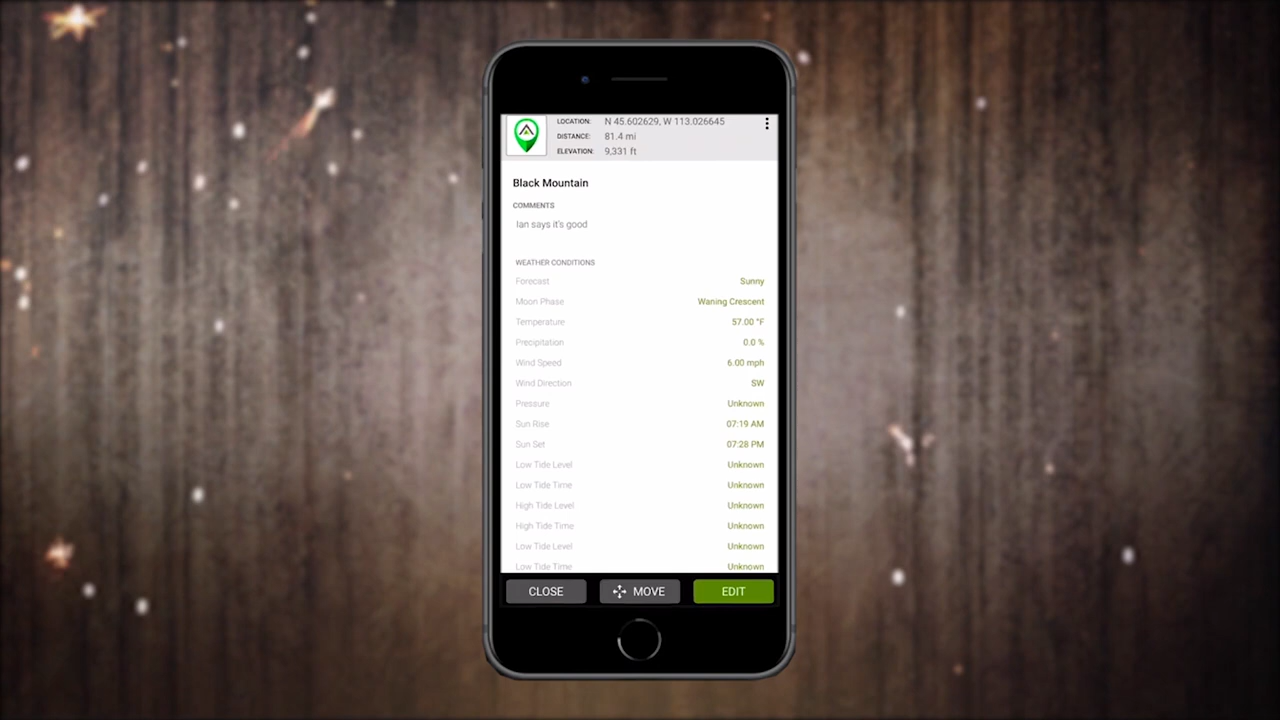 LOCATION: N 45.602629, W 113.026645
DISTANCE: 81.4 mi
ELEVATION: 9,331 ft
Black Mountain
COMMENTS
Ian says it's good
WEATHER CONDITIONS
Forecast Sunny
Moon Phase Waning Crescent
Temperature 57.00 °F
Precipitation 0.0 %
Wind Speed 6.00 mph
Wind Direction SW
Pressure Unknown
Sun Rise 07:19 AM
Sun Set 07:28 PM
Low Tide Level Unknown
Low Tide Time Unknown
High Tide Level Unknown
High Tide Time Unknown
Low Tide Level Unknown
Low Tide Time Unknown
CLOSE MOVE EDIT